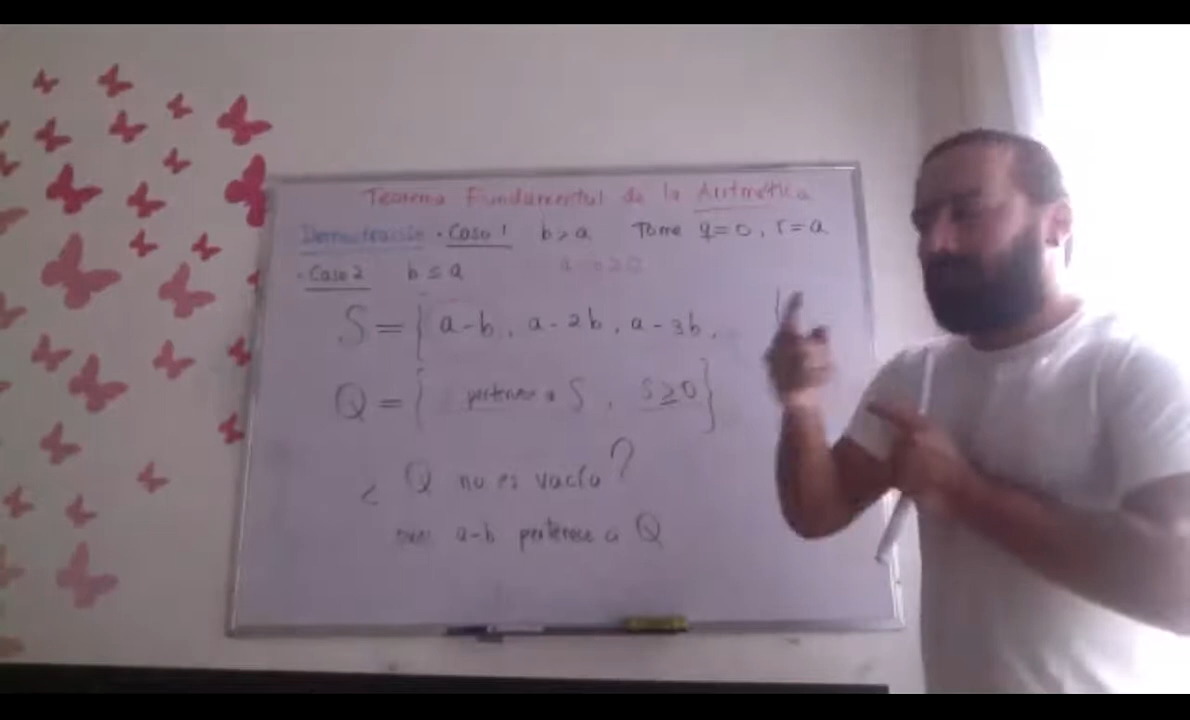 Teorema Fundamental de la Aritmética
Demostración · Caso 1 b > a Tome q = 0, r = a
· Caso 2 b ≤ a a - b ≥ 0
S = { a-b, a-2b, a-3b,
Q = { pertenece a S, s ≥ 0 }
¿ Q no es vacío?
a-b pertenece a Q